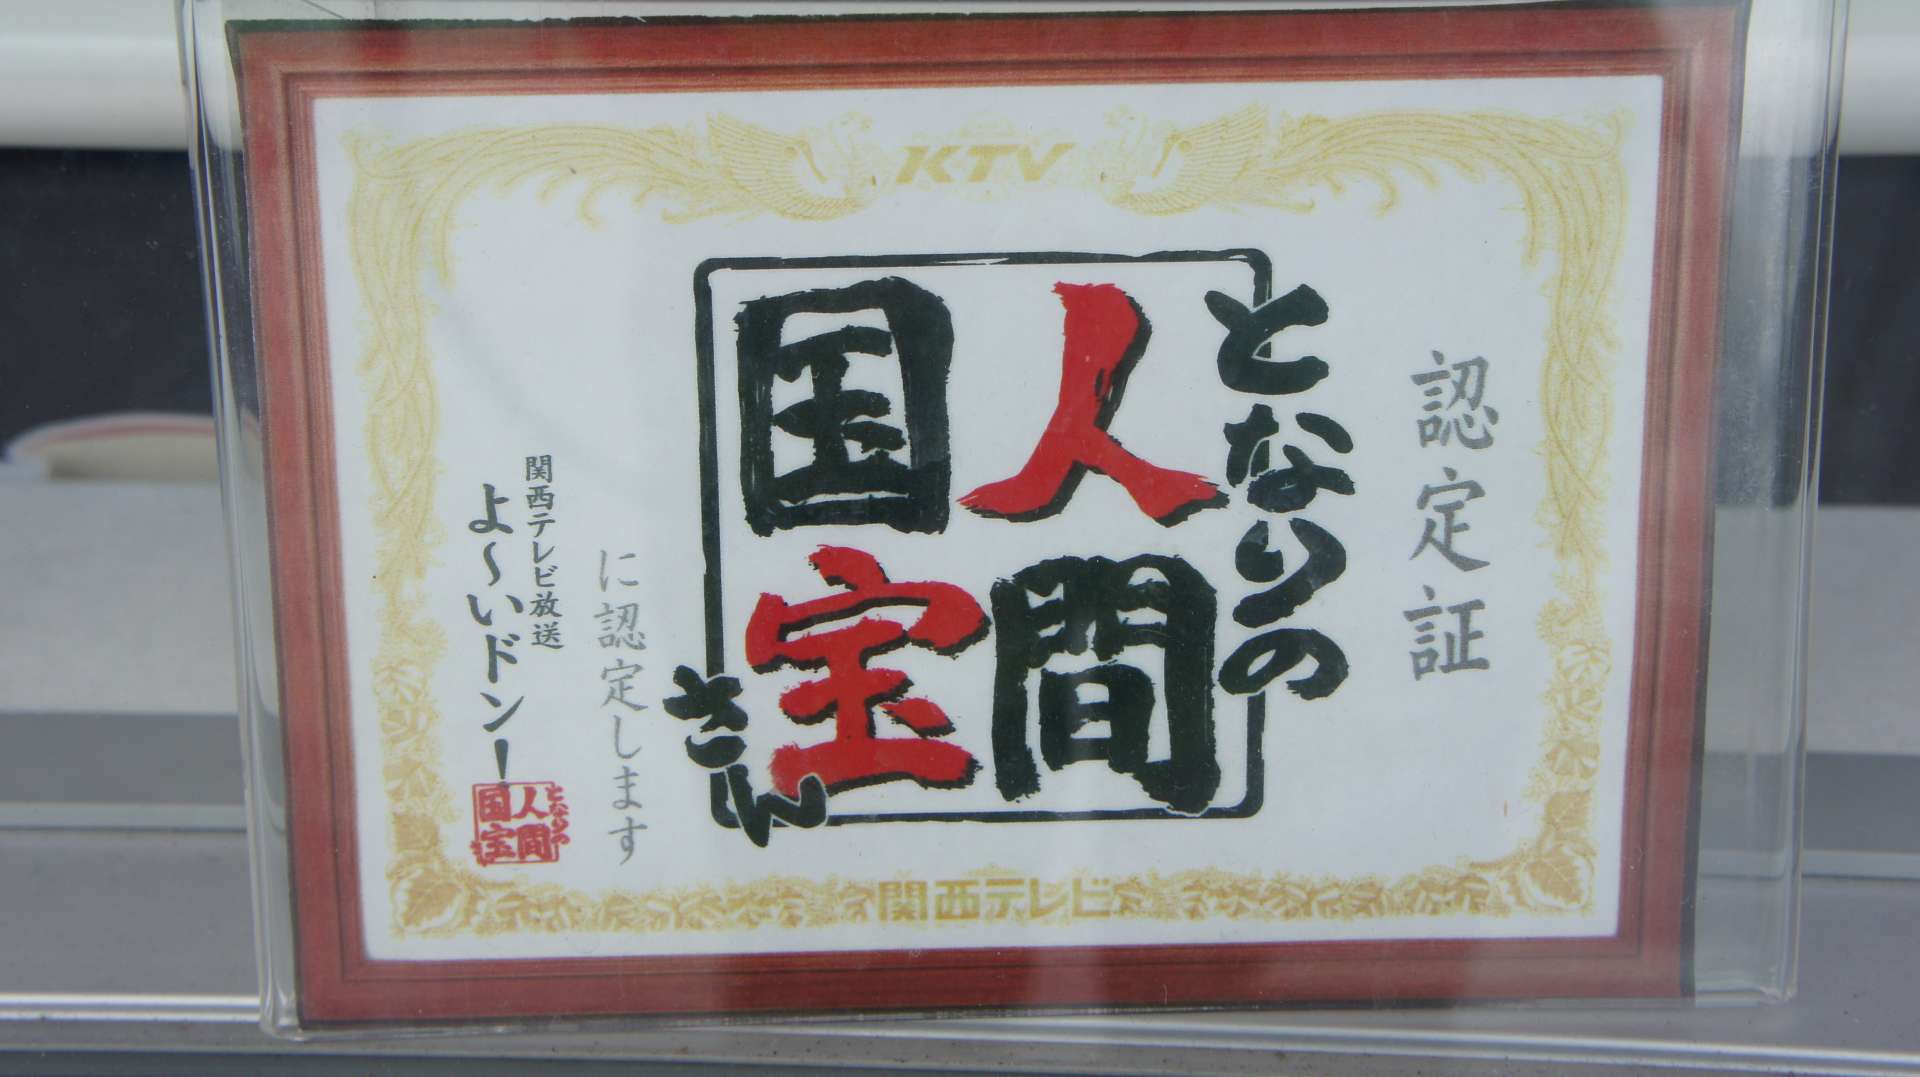 KTV
認定証
となりの
人間
国宝
さん
に認定します
関西テレビ放送
よ～いドン！
となりの
人間
国宝
さん
関西テレビ